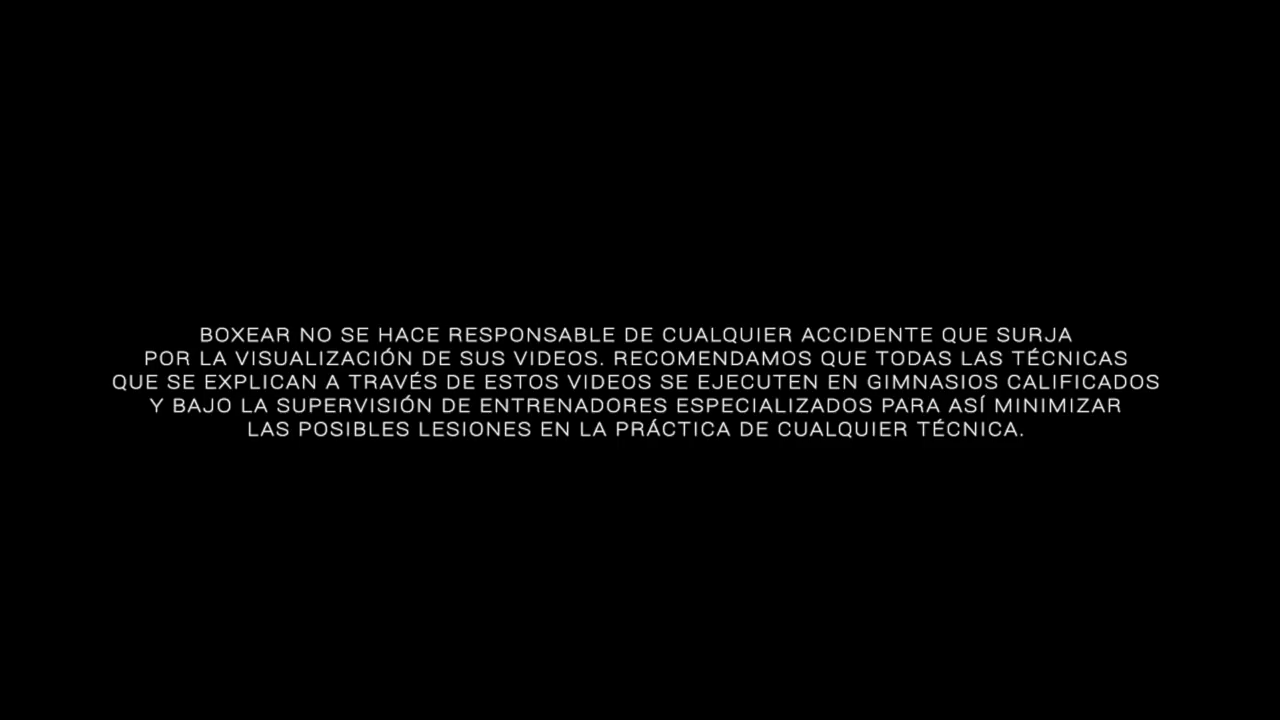 BOXEAR NO SE HACE RESPONSABLE DE CUALQUIER ACCIDENTE QUE SURJA
POR LA VISUALIZACIÓN DE SUS VIDEOS. RECOMENDAMOS QUE TODAS LAS TÉCNICAS
QUE SE EXPLICAN A TRAVÉS DE ESTOS VIDEOS SE EJECUTEN EN GIMNASIOS CALIFICADOS
Y BAJO LA SUPERVISIÓN DE ENTRENADORES ESPECIALIZADOS PARA ASÍ MINIMIZAR
LAS POSIBLES LESIONES EN LA PRÁCTICA DE CUALQUIER TÉCNICA.